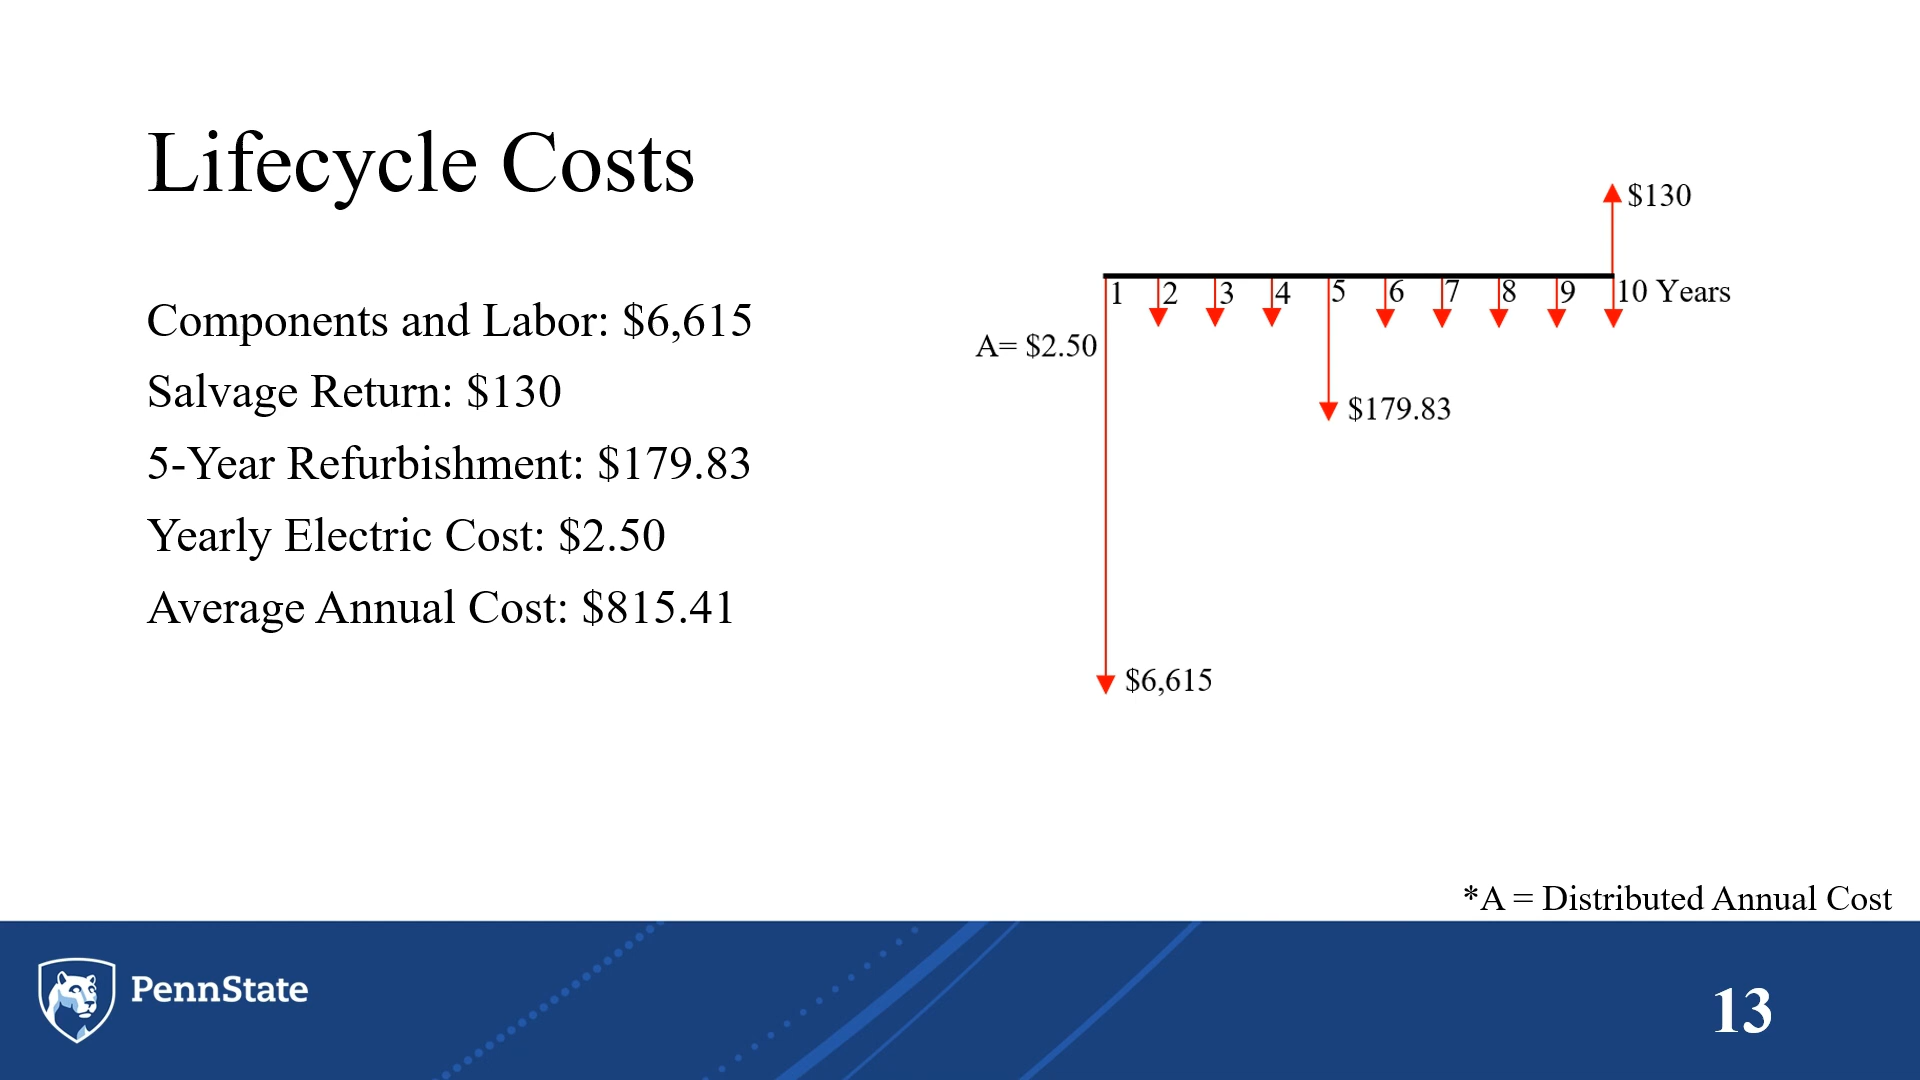 Lifecycle Costs
Components and Labor: $6,615
Salvage Return: $130
5-Year Refurbishment: $179.83
Yearly Electric Cost: $2.50
Average Annual Cost: $815.41
$130
1 2 3 4 5 6 7 8 9 10 Years
A= $2.50
$179.83
$6,615
*A = Distributed Annual Cost
PennState
13